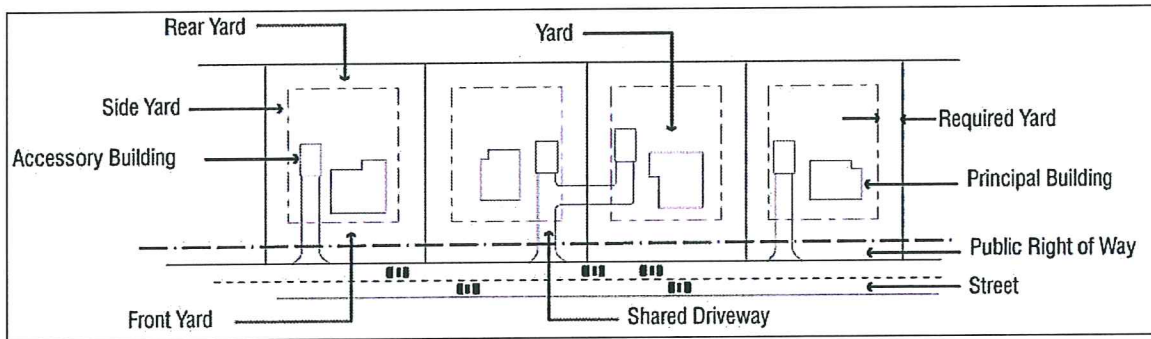 Rear Yard
Yard
Side Yard
Required Yard
Accessory Building
Principal Building
Public Right of Way
Street
Front Yard
Shared Driveway